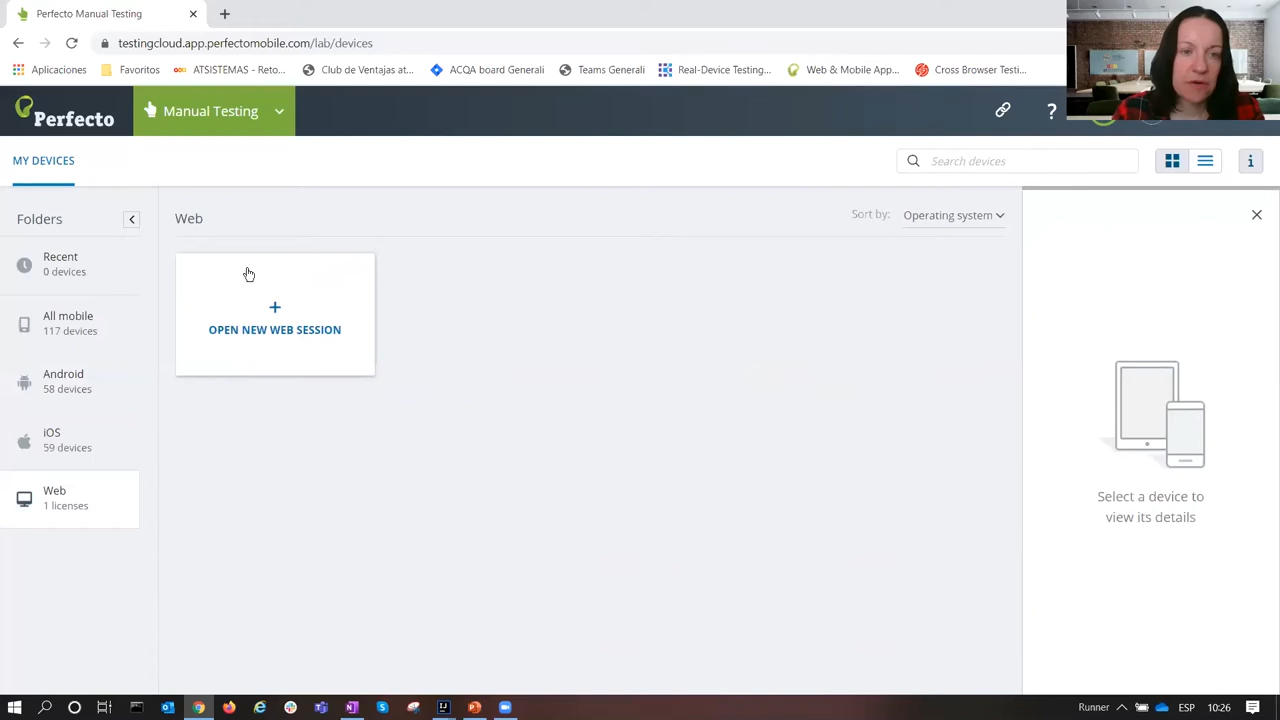 Perfecto Manual Testing
testingcloud.app.perfectomobile.com/lab/devices
Aplicaciones
Favoritos
ATSISTEMAS - Reto...
Club de Viajes at...
ACQA board General
Teams Generali
Real-Device Testing...
Web & Mobile App...
Cross Browser Testi...
Perfecto
Manual Testing
?
MY DEVICES
Search devices
i
Folders
Web
Sort by:
Operating system
Recent
0 devices
All mobile
117 devices
Android
58 devices
iOS
59 devices
Web
1 licenses
+
OPEN NEW WEB SESSION
Select a device to
view its details
Runner
ESP
10:26